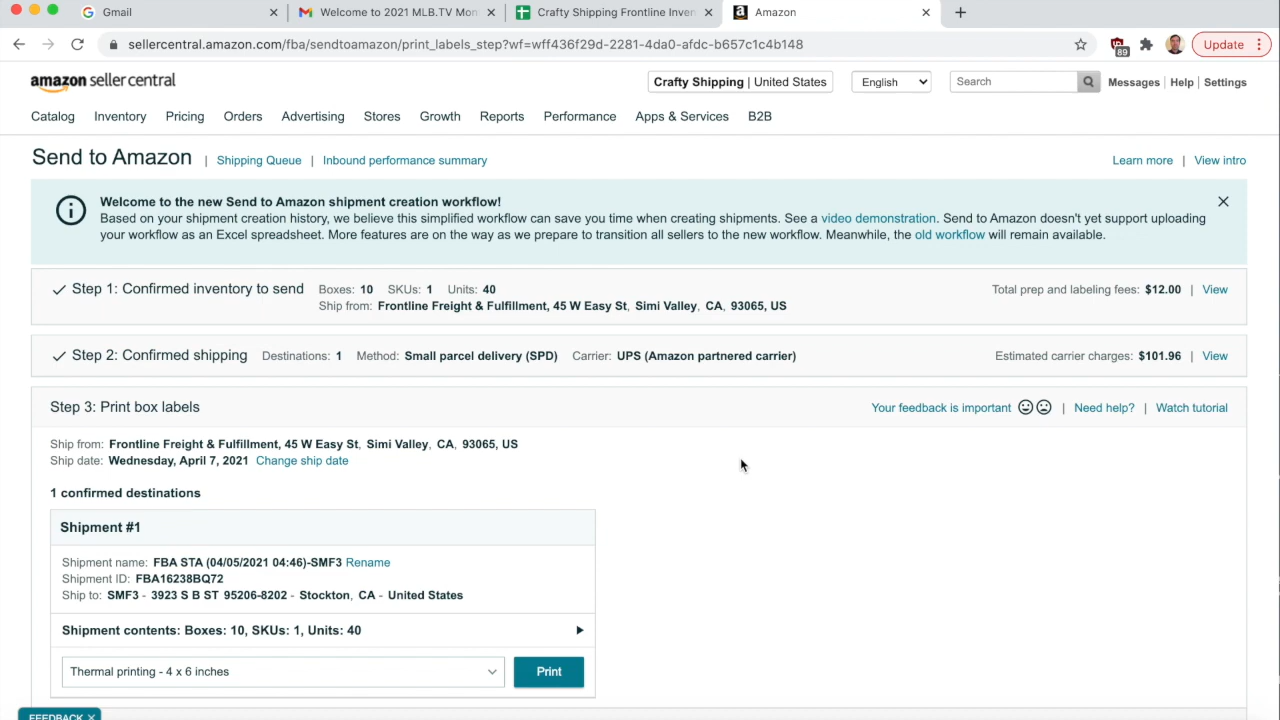 Gmail
Welcome to 2021 MLB.TV Mon
Crafty Shipping Frontline Inven
Amazon
sellercentral.amazon.com/fba/sendtoamazon/print_labels_step?wf=wff436f29d-2281-4da0-afdc-b657c1c4b148
89
Update
amazon seller central
Crafty Shipping | United States
English
Search
Messages | Help | Settings
Catalog Inventory Pricing Orders Advertising Stores Growth Reports Performance Apps & Services B2B
Send to Amazon | Shipping Queue | Inbound performance summary
Learn more | View intro
Welcome to the new Send to Amazon shipment creation workflow!
Based on your shipment creation history, we believe this simplified workflow can save you time when creating shipments. See a video demonstration. Send to Amazon doesn't yet support uploading
your workflow as an Excel spreadsheet. More features are on the way as we prepare to transition all sellers to the new workflow. Meanwhile, the old workflow will remain available.
Step 1: Confirmed inventory to send Boxes: 10 SKUs: 1 Units: 40
Total prep and labeling fees: $12.00 | View
Ship from: Frontline Freight & Fulfillment, 45 W Easy St, Simi Valley, CA, 93065, US
Step 2: Confirmed shipping Destinations: 1 Method: Small parcel delivery (SPD) Carrier: UPS (Amazon partnered carrier)
Estimated carrier charges: $101.96 | View
Step 3: Print box labels
Your feedback is important | Need help? | Watch tutorial
Ship from: Frontline Freight & Fulfillment, 45 W Easy St, Simi Valley, CA, 93065, US
Ship date: Wednesday, April 7, 2021 Change ship date
1 confirmed destinations
Shipment #1
Shipment name: FBA STA (04/05/2021 04:46)-SMF3 Rename
Shipment ID: FBA16238BQ72
Ship to: SMF3 - 3923 S B ST 95206-8202 - Stockton, CA - United States
Shipment contents: Boxes: 10, SKUs: 1, Units: 40
Thermal printing - 4 x 6 inches
Print
FEEDBACK